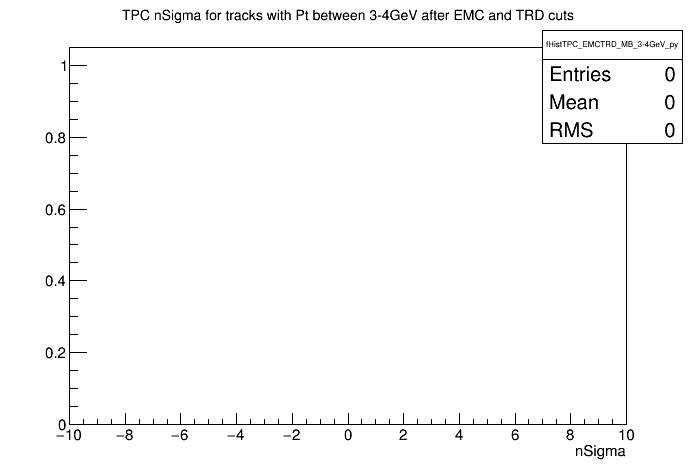 TPC nSigma for tracks with Pt between 3-4GeV after EMC and TRD cuts
fHistTPC_EMCTRD_MB_3-4GeV_py
Entries 0
Mean 0
RMS 0
1
0.8
0.6
0.4
0.2
0
−10 −8 −6 −4 −2 0 2 4 6 8 10
nSigma